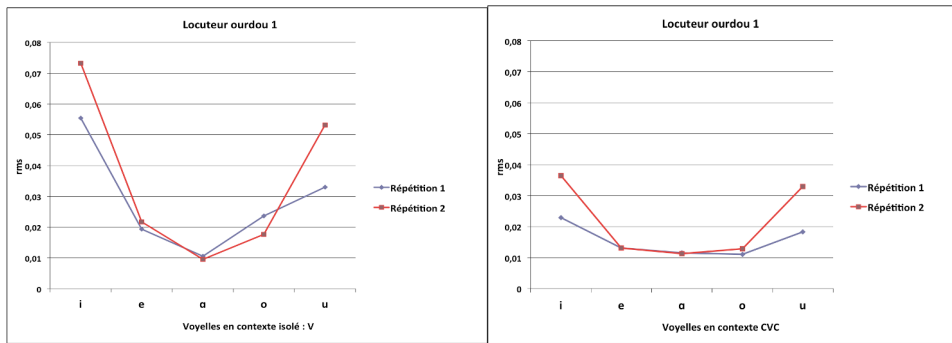 Locuteur ourdou 1
0,08
0,07
0,06
0,05
0,04
0,03
0,02
0,01
0
rms
i e ɑ o u
Voyelles en contexte isolé : V
Répétition 1
Répétition 2
Locuteur ourdou 1
0,08
0,07
0,06
0,05
0,04
0,03
0,02
0,01
0
rms
i e ɑ o u
Voyelles en contexte CVC
Répétition 1
Répétition 2